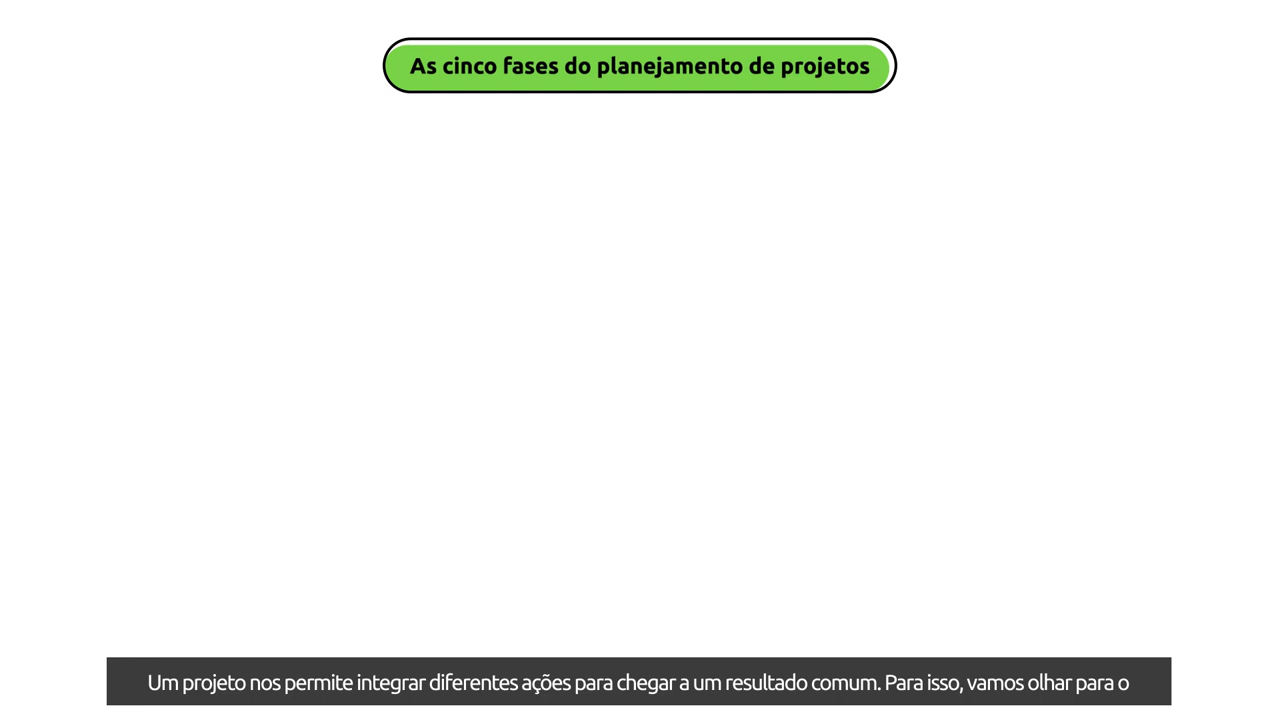 As cinco fases do planejamento de projetos
Um projeto nos permite integrar diferentes ações para chegar a um resultado comum. Para isso, vamos olhar para o